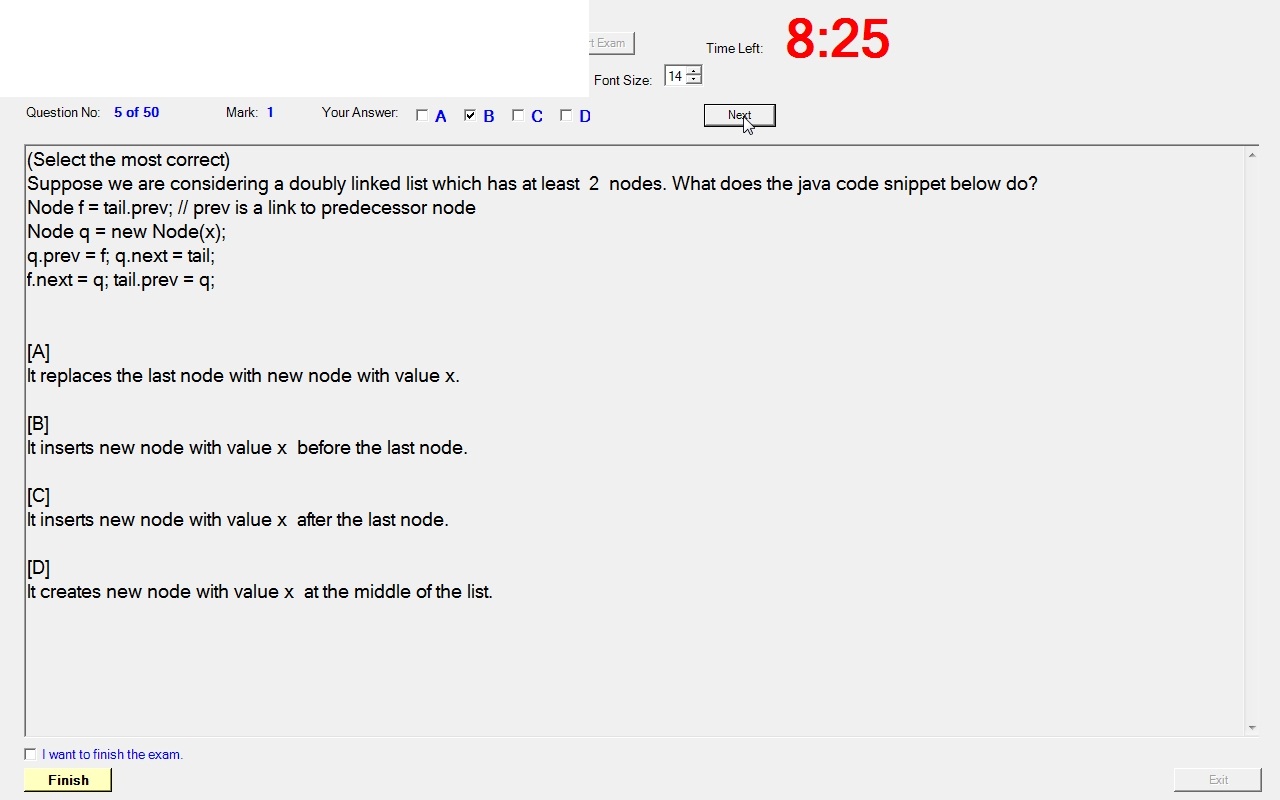 t Exam
Time Left: 8:25
Font Size: 14
Question No: 5 of 50 Mark: 1 Your Answer: A B C D Next
(Select the most correct)
Suppose we are considering a doubly linked list which has at least 2 nodes. What does the java code snippet below do?
Node f = tail.prev; // prev is a link to predecessor node
Node q = new Node(x);
q.prev = f; q.next = tail;
f.next = q; tail.prev = q;
[A]
It replaces the last node with new node with value x.
[B]
It inserts new node with value x before the last node.
[C]
It inserts new node with value x after the last node.
[D]
It creates new node with value x at the middle of the list.
I want to finish the exam.
Finish Exit